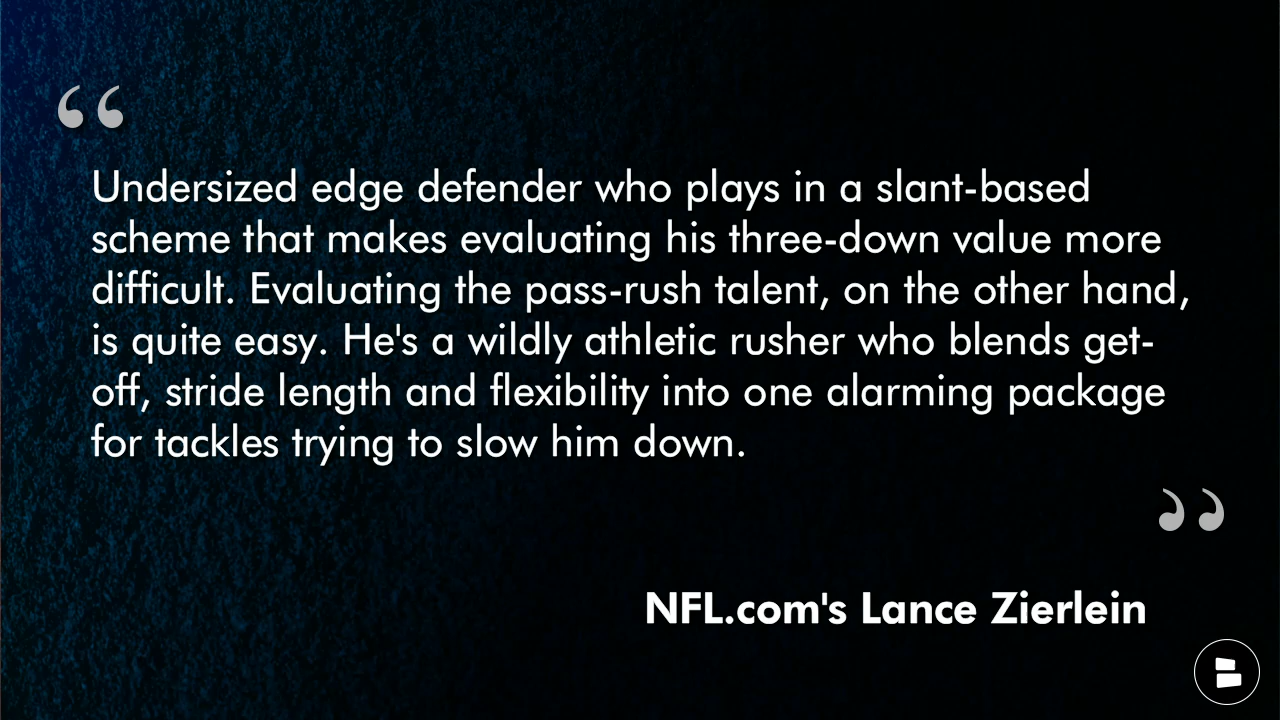 “
Undersized edge defender who plays in a slant-based
scheme that makes evaluating his three-down value more
difficult. Evaluating the pass-rush talent, on the other hand,
is quite easy. He's a wildly athletic rusher who blends get-
off, stride length and flexibility into one alarming package
for tackles trying to slow him down.
”
NFL.com's Lance Zierlein